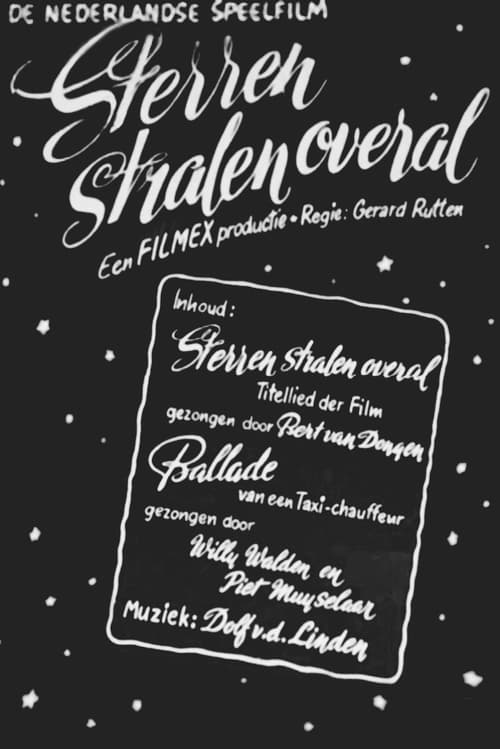 DE NEDERLANDSE SPEELFILM
Sterren
stralen overal
Een FILMEX productie • Regie: Gerard Rutten
Inhoud:
Sterren stralen overal
Titellied der Film
gezongen door Bert van Dongen
Ballade
van een Taxi-chauffeur
gezongen door
Willy Walden en
Piet Muyselaar
Muziek: Dolf v.d. Linden